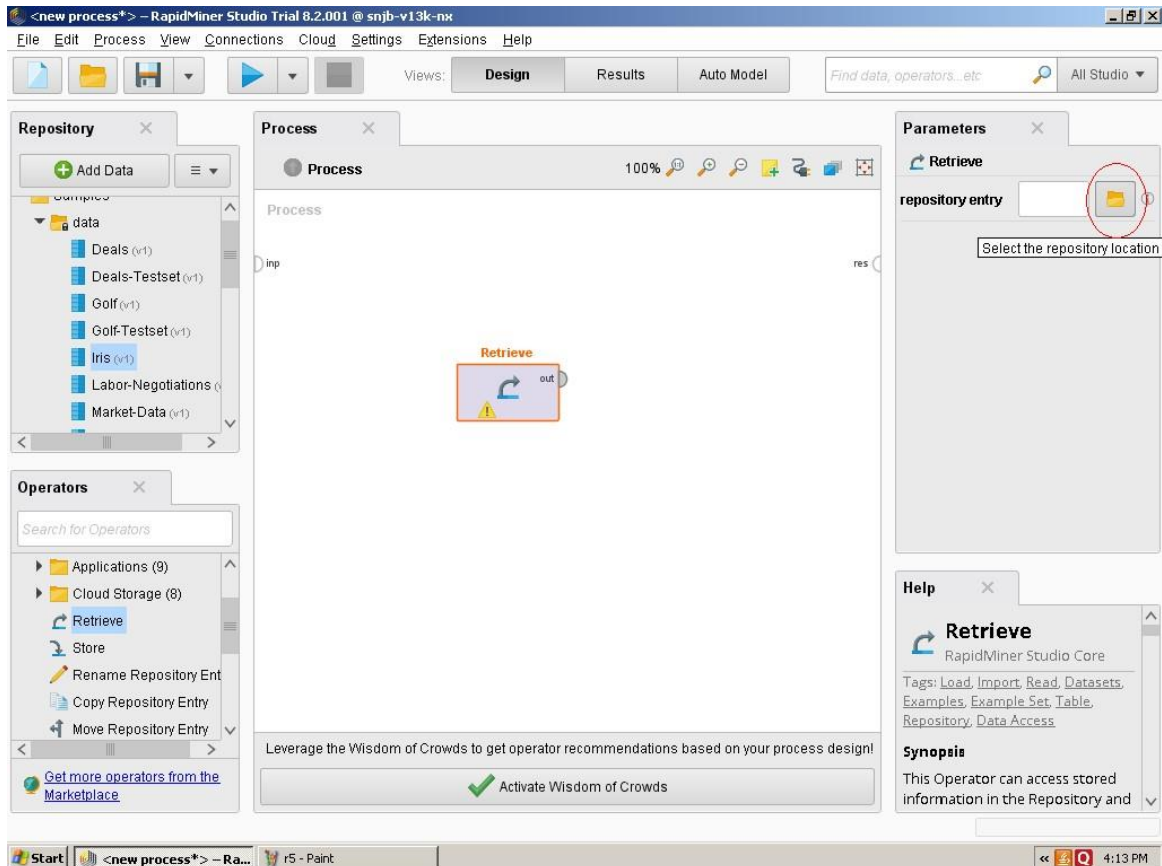 <new process*> – RapidMiner Studio Trial 8.2.001 @ snjb-v13k-nx
File Edit Process View Connections Cloud Settings Extensions Help
Views: Design Results Auto Model Find data, operators...etc All Studio
Repository
Add Data
Samples
data
Deals (v1)
Deals-Testset (v1)
Golf (v1)
Golf-Testset (v1)
Iris (v1)
Labor-Negotiations
Market-Data (v1)
Operators
Search for Operators
Applications (9)
Cloud Storage (8)
Retrieve
Store
Rename Repository Ent
Copy Repository Entry
Move Repository Entry
Get more operators from the
Marketplace
Process
Process
100%
Process
inp
res
Retrieve
out
Leverage the Wisdom of Crowds to get operator recommendations based on your process design!
Activate Wisdom of Crowds
Parameters
Retrieve
repository entry
Select the repository location
Help
Retrieve
RapidMiner Studio Core
Tags: Load, Import, Read, Datasets,
Examples, Example Set, Table,
Repository, Data Access
Synopsis
This Operator can access stored
information in the Repository and
Start <new process*> – Ra... r5 - Paint « Q 4:13 PM